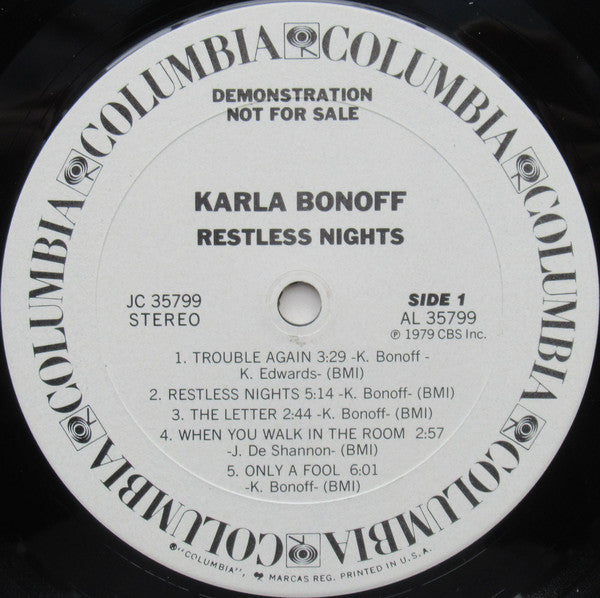 COLUMBIA COLUMBIA COLUMBIA COLUMBIA COLUMBIA COLUMBIA COLUMBIA COLUMBIA
DEMONSTRATION
NOT FOR SALE
KARLA BONOFF
RESTLESS NIGHTS
JC 35799
STEREO
SIDE 1
AL 35799
℗ 1979 CBS Inc.
1. TROUBLE AGAIN 3:29 -K. Bonoff -
K. Edwards- (BMI)
2. RESTLESS NIGHTS 5:14 -K. Bonoff- (BMI)
3. THE LETTER 2:44 -K. Bonoff- (BMI)
4. WHEN YOU WALK IN THE ROOM 2:57
-J. De Shannon- (BMI)
5. ONLY A FOOL 6:01
-K. Bonoff- (BMI)
"COLUMBIA", MARCAS REG. PRINTED IN U.S.A.